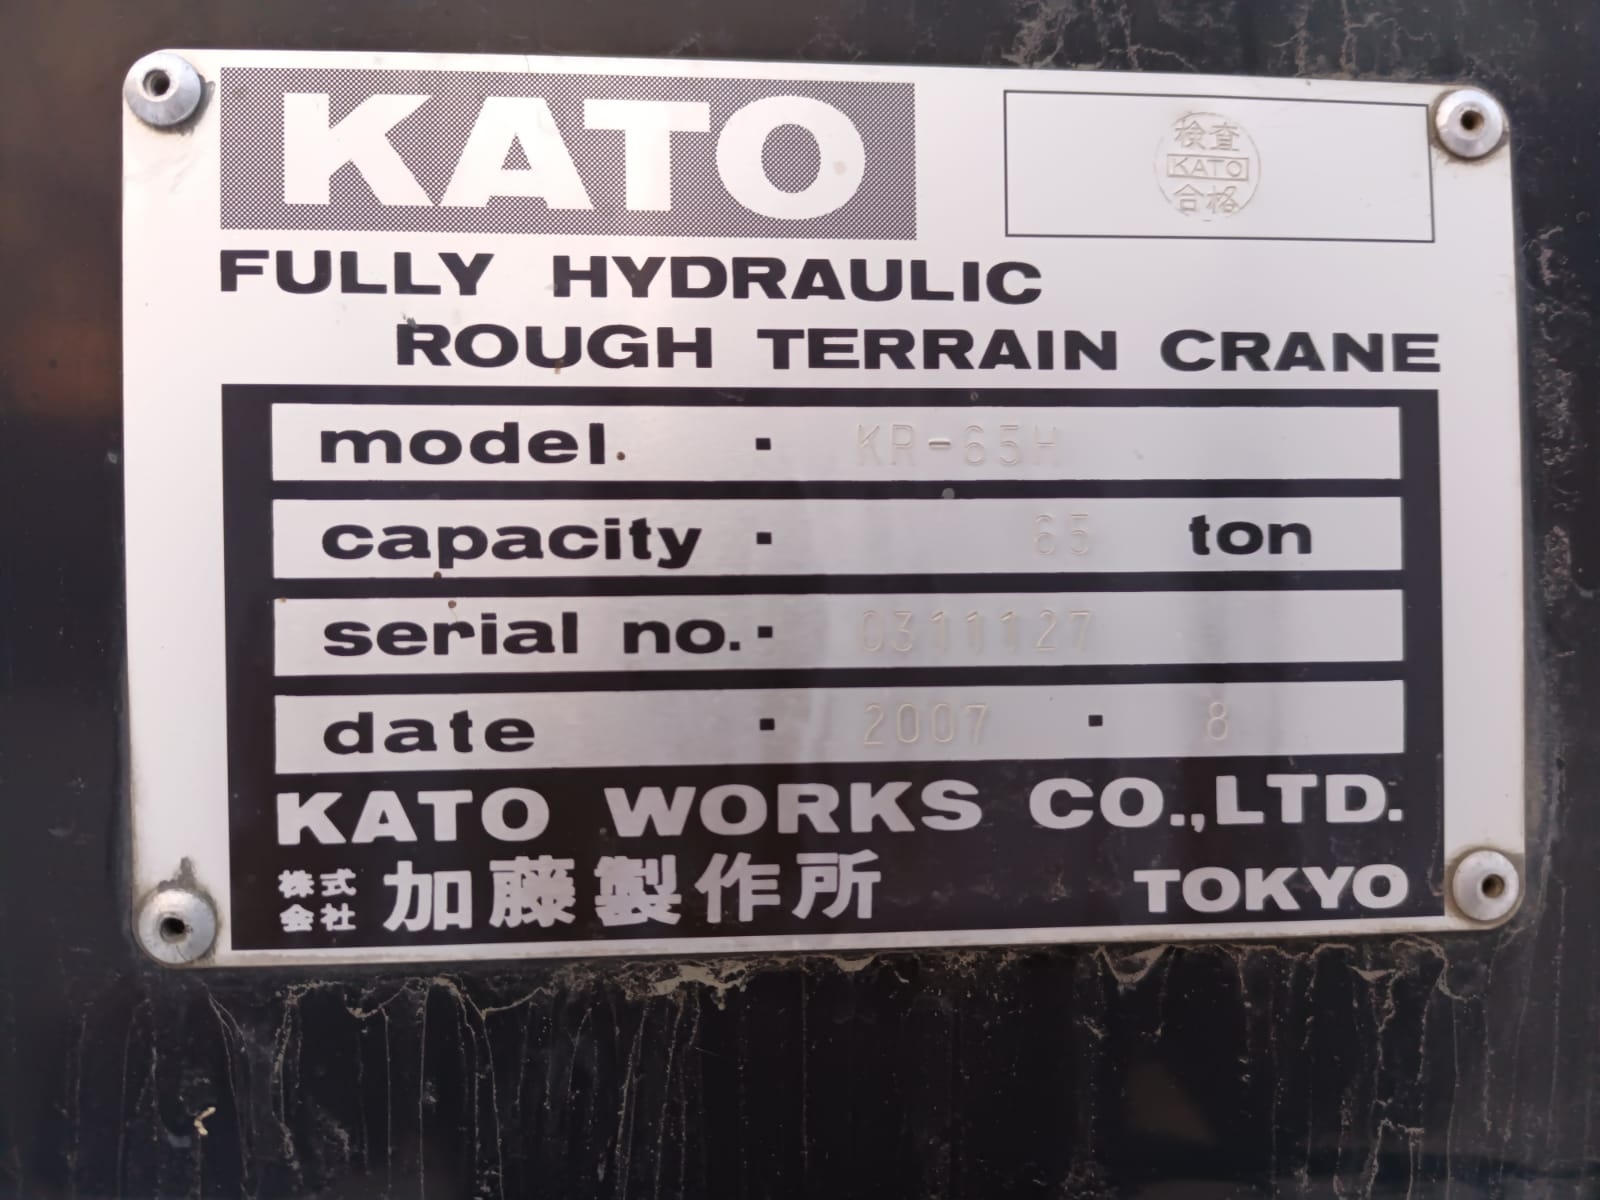 KATO
検査
KATO
合格
FULLY HYDRAULIC
ROUGH TERRAIN CRANE
model. ▪ KR-65H
capacity ▪ 65 ton
serial no. ▪ 0311127
date ▪ 2007 ▪ 8
KATO WORKS CO.,LTD.
株式会社 加藤製作所 TOKYO